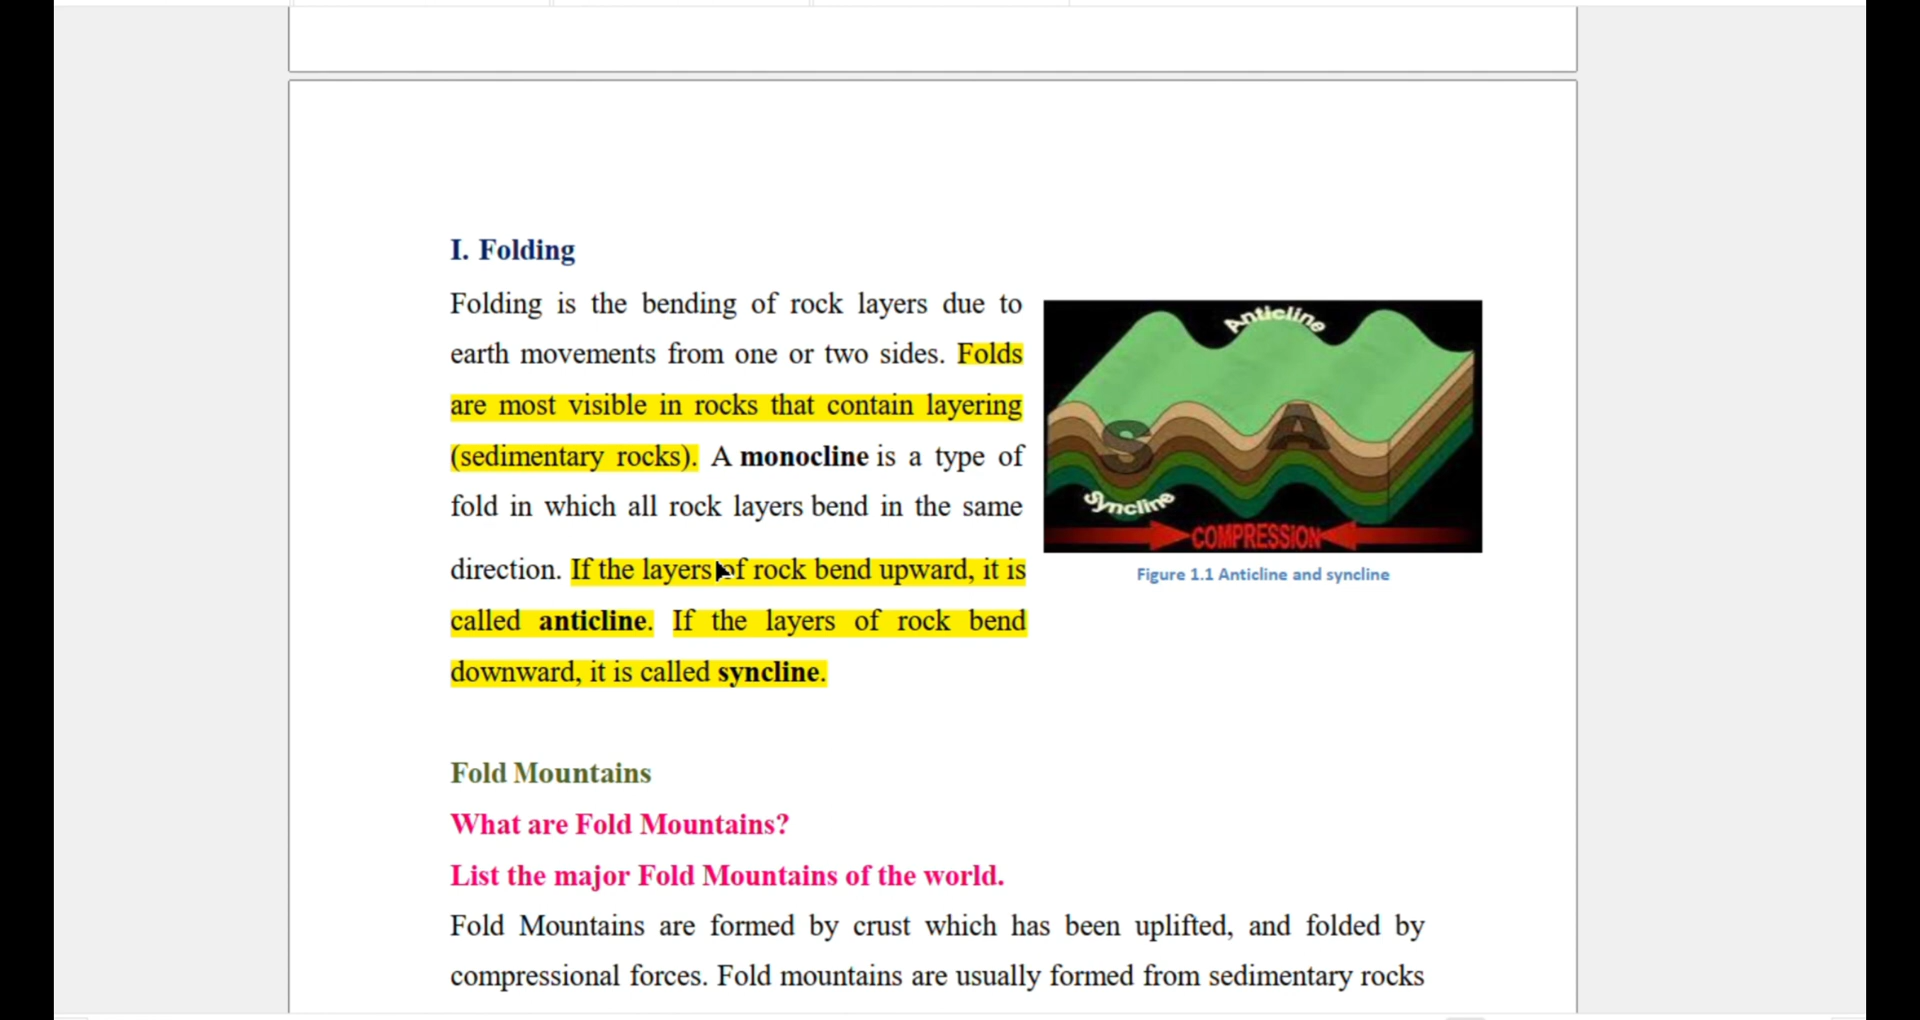 I. Folding
Folding is the bending of rock layers due to
earth movements from one or two sides. Folds
are most visible in rocks that contain layering
(sedimentary rocks). A monocline is a type of
fold in which all rock layers bend in the same
direction. If the layers of rock bend upward, it is
called anticline. If the layers of rock bend
downward, it is called syncline.
Anticline
S
A
Syncline
COMPRESSION
Figure 1.1 Anticline and syncline
Fold Mountains
What are Fold Mountains?
List the major Fold Mountains of the world.
Fold Mountains are formed by crust which has been uplifted, and folded by
compressional forces. Fold mountains are usually formed from sedimentary rocks